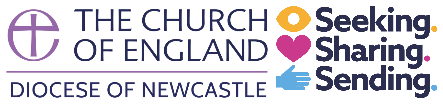 THE CHURCH
OF ENGLAND
DIOCESE OF NEWCASTLE
Seeking.
Sharing.
Sending.